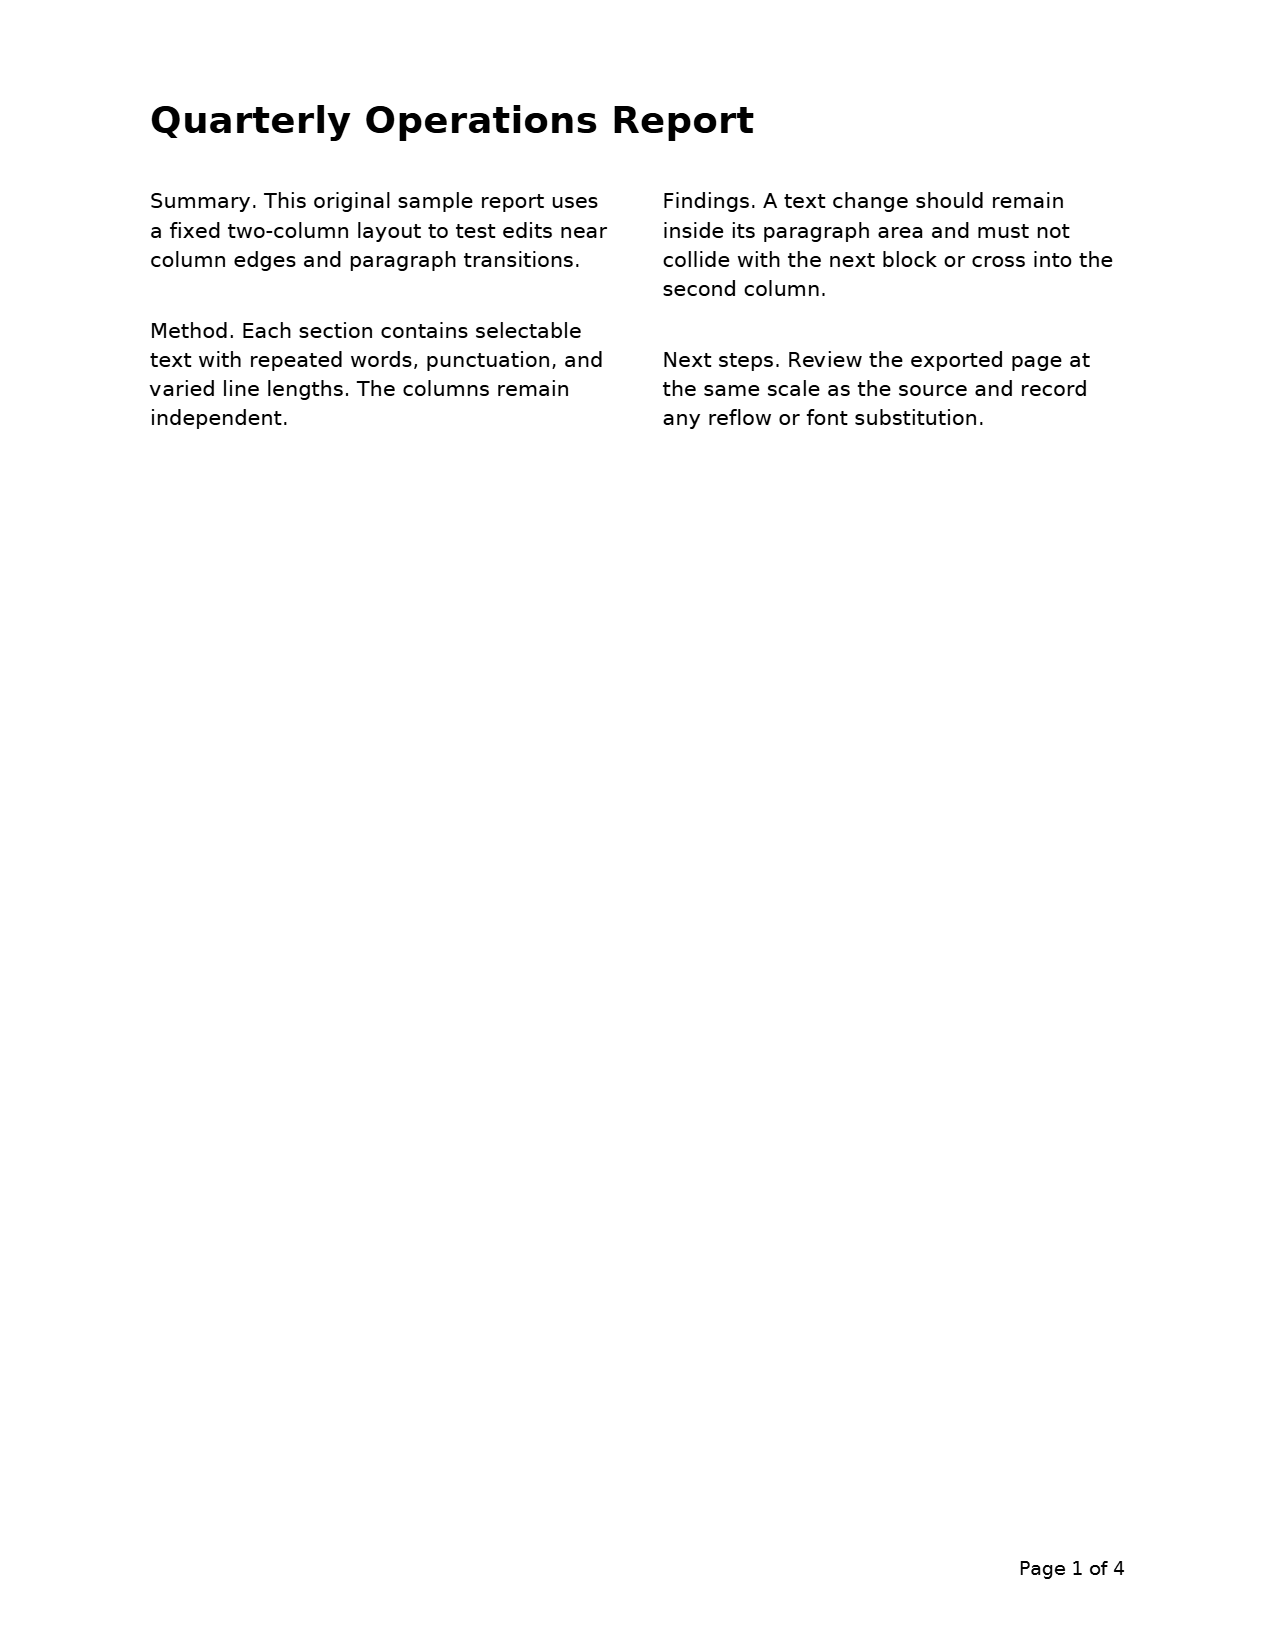 Quarterly Operations Report
Summary. This original sample report uses
a fixed two-column layout to test edits near
column edges and paragraph transitions.
Method. Each section contains selectable
text with repeated words, punctuation, and
varied line lengths. The columns remain
independent.
Findings. A text change should remain
inside its paragraph area and must not
collide with the next block or cross into the
second column.
Next steps. Review the exported page at
the same scale as the source and record
any reflow or font substitution.
Page 1 of 4